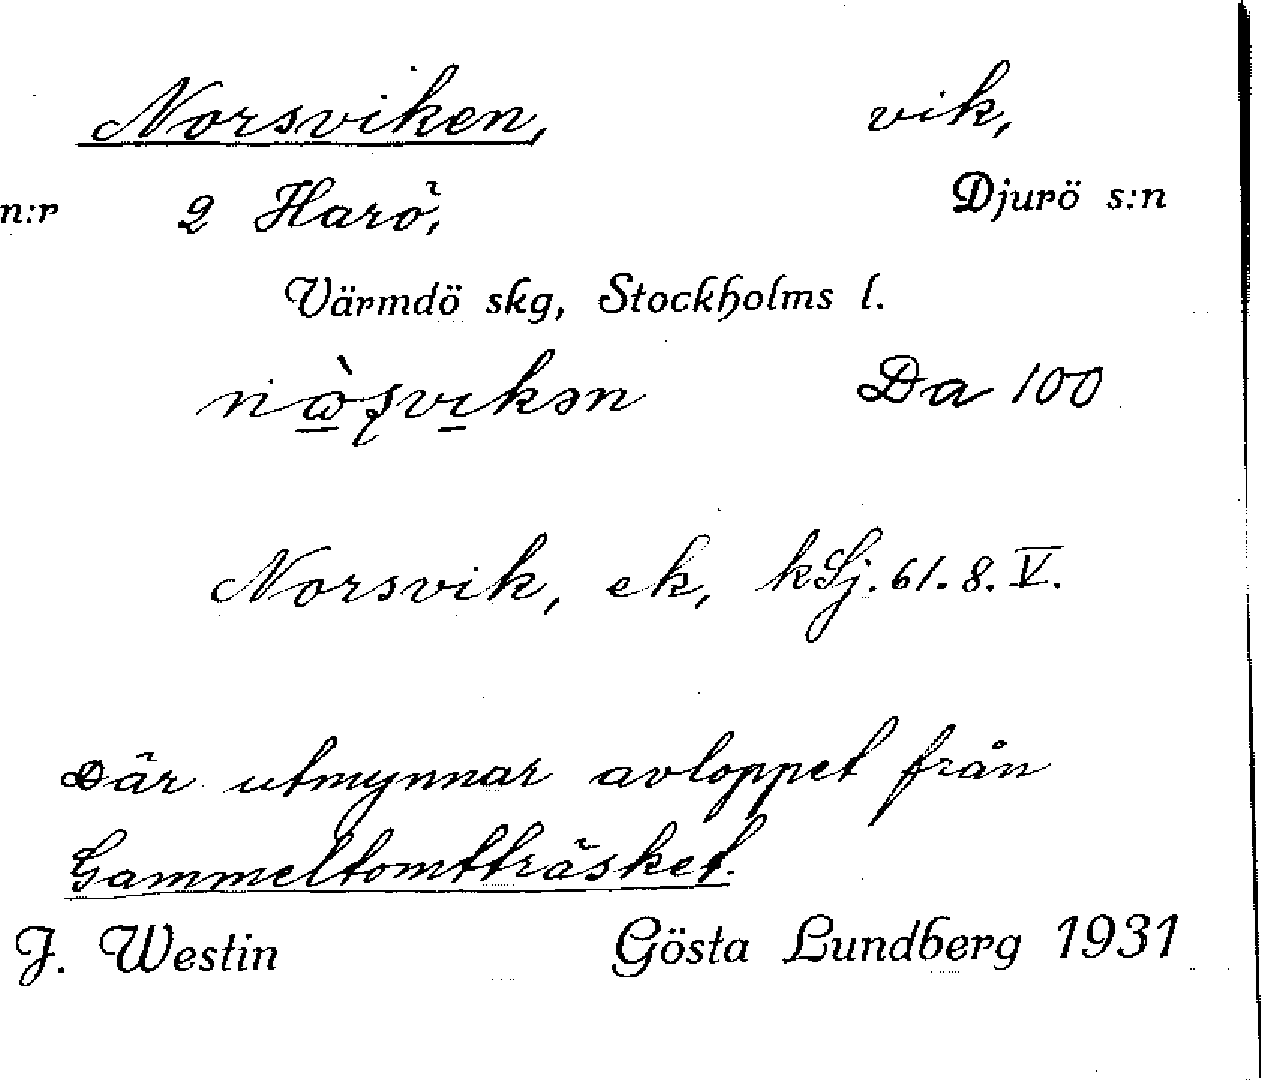 Norsviken, vik,
n:r 2 Harö, Djurö s:n
Värmdö skg, Stockholms l.
Da 100
Norsvik, ek, kSj. 61. 8. V.
Där utmynnar avloppet från
Gammeltomtträsket.
J. Westin Gösta Lundberg 1931